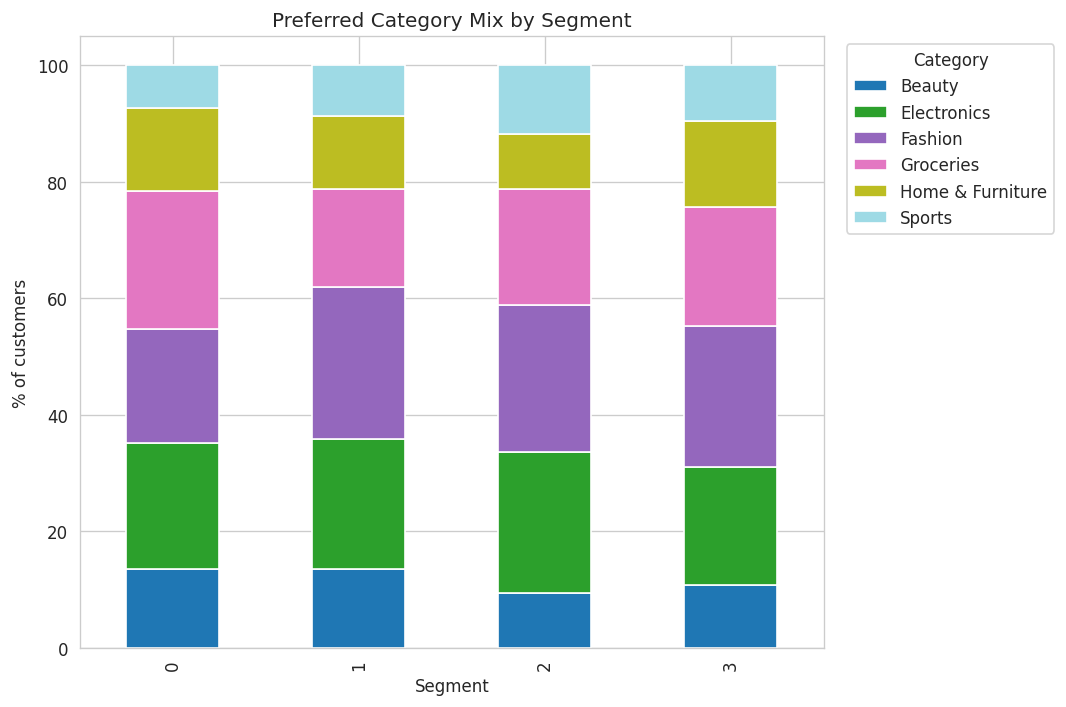 Preferred Category Mix by Segment
% of customers
100
80
60
40
20
0
0
1
2
3
Segment
Category
Beauty
Electronics
Fashion
Groceries
Home & Furniture
Sports